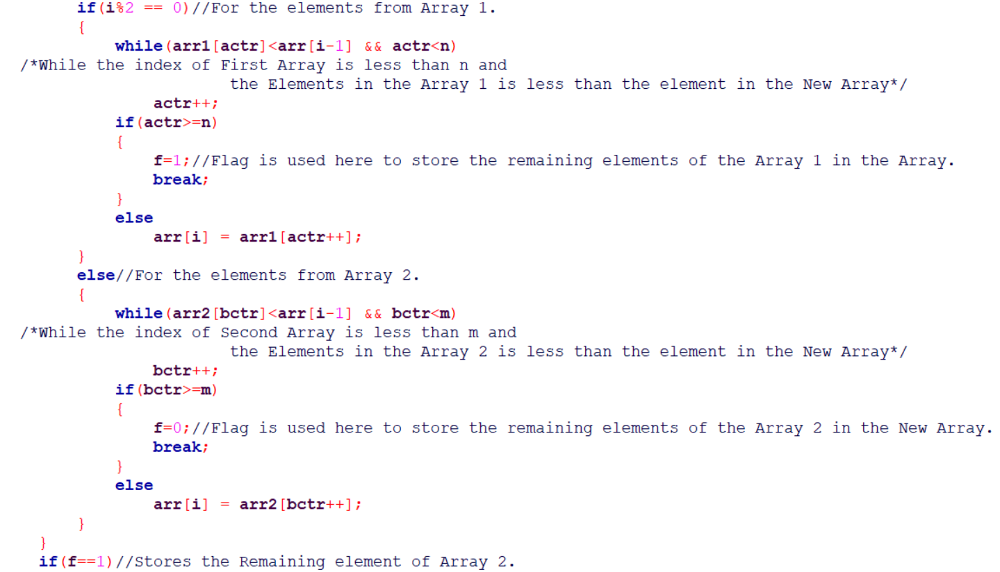 if(i%2 == 0)//For the elements from Array 1.
{
while(arr1[actr]<arr[i-1] && actr<n)
/*While the index of First Array is less than n and
the Elements in the Array 1 is less than the element in the New Array*/
actr++;
if(actr>=n)
{
f=1;//Flag is used here to store the remaining elements of the Array 1 in the Array.
break;
}
else
arr[i] = arr1[actr++];
}
else//For the elements from Array 2.
{
while(arr2[bctr]<arr[i-1] && bctr<m)
/*While the index of Second Array is less than m and
the Elements in the Array 2 is less than the element in the New Array*/
bctr++;
if(bctr>=m)
{
f=0;//Flag is used here to store the remaining elements of the Array 2 in the New Array.
break;
}
else
arr[i] = arr2[bctr++];
}
}
if(f==1)//Stores the Remaining element of Array 2.